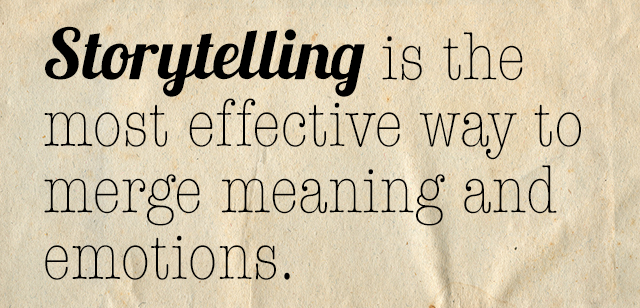 Storytelling is the
most effective way to
merge meaning and
emotions.